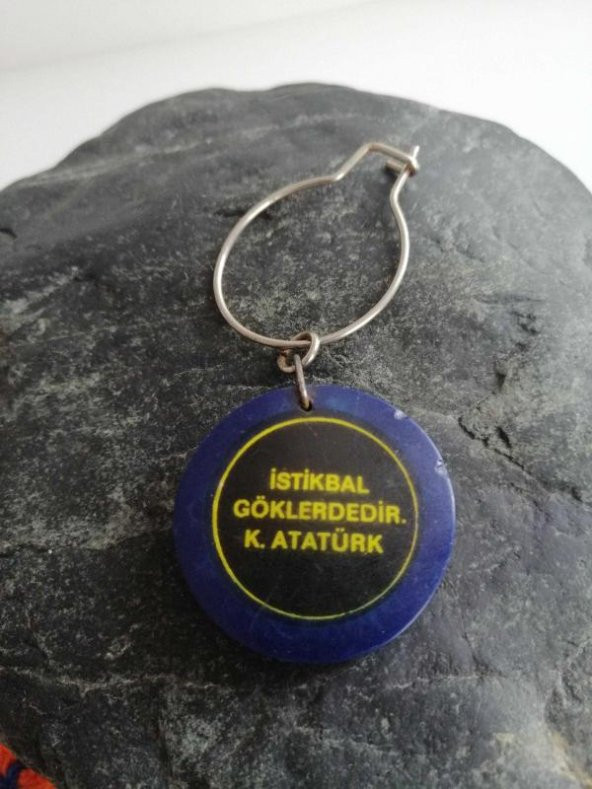 İSTİKBAL
GÖKLERDEDİR.
K. ATATÜRK